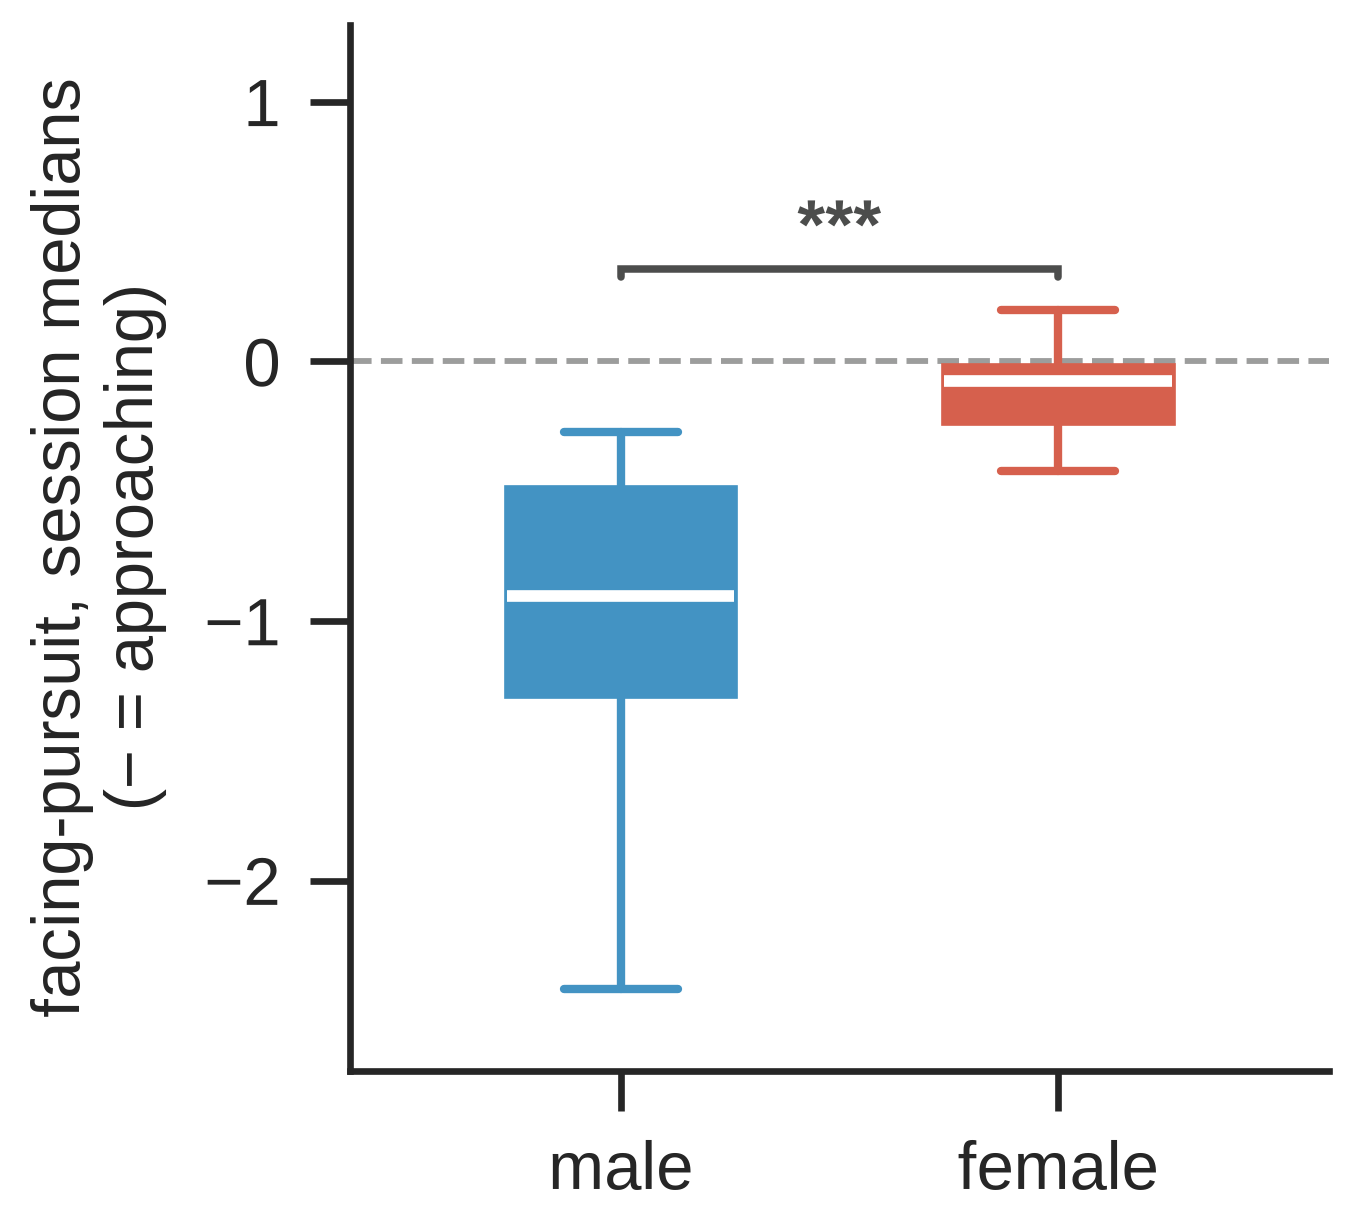 facing-pursuit, session medians
(− = approaching)
1
0
−1
−2
***
male
female